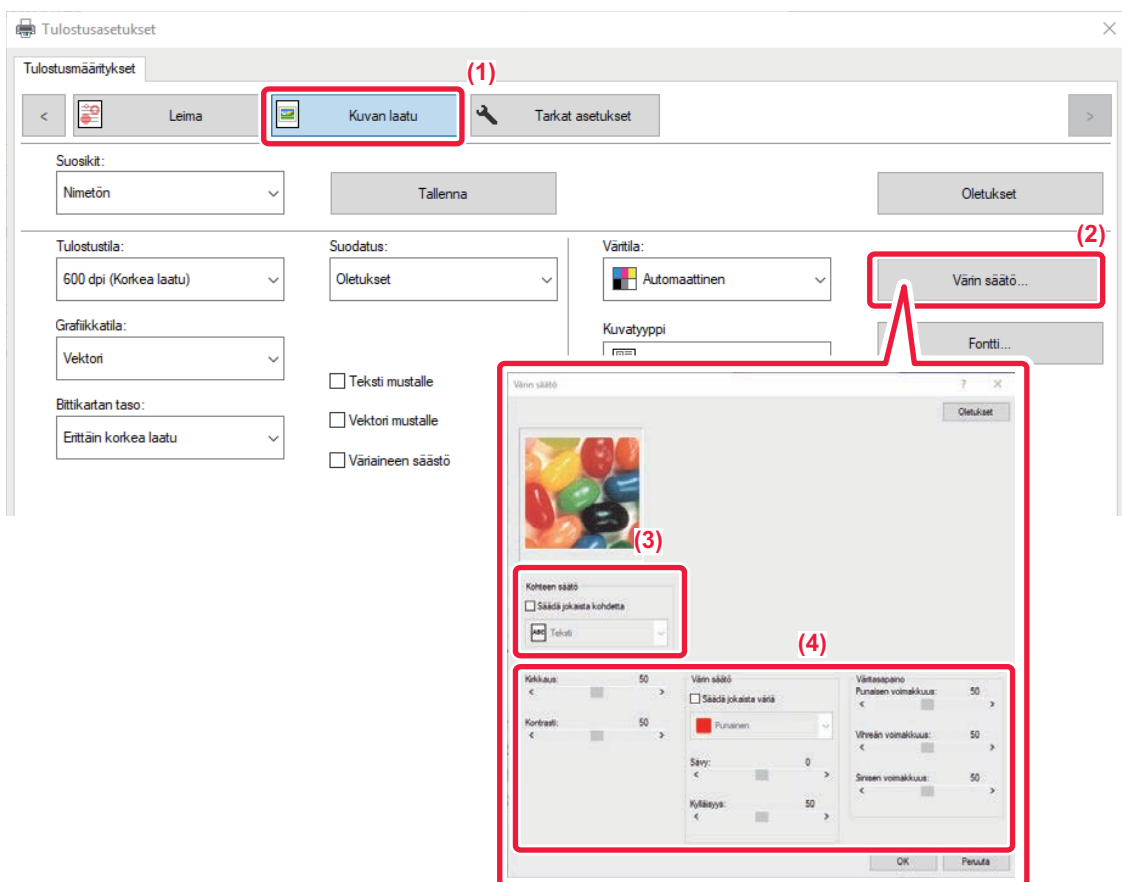 Tulostusasetukset
Tulostusmääritykset
(1)
<
Leima
Kuvan laatu
Tarkat asetukset
>
Suosikit:
Nimetön
Tallenna
Oletukset
(2)
Tulostustila:
Suodatus:
Väritila:
600 dpi (Korkea laatu)
Oletukset
Automaattinen
Värin säätö...
Grafiikkatila:
Kuvatyyppi
Vektori
Fontti...
Teksti mustalle
Bittikartan taso:
Vektori mustalle
Erittäin korkea laatu
Väriaineen säästö
Värin säätö
?
Oletukset
(3)
Kohteen säätö
Säädä jokaista kohdetta
ABC Teksti
(4)
Kirkkaus: 50
< >
Kontrasti: 50
< >
Värin säätö
Säädä jokaista väriä
Punainen
Sävy: 0
< >
Kylläisyys: 50
< >
Väritasapaino
Punaisen voimakkuus: 50
< >
Vihreän voimakkuus: 50
< >
Sinisen voimakkuus: 50
< >
OK
Peruuta